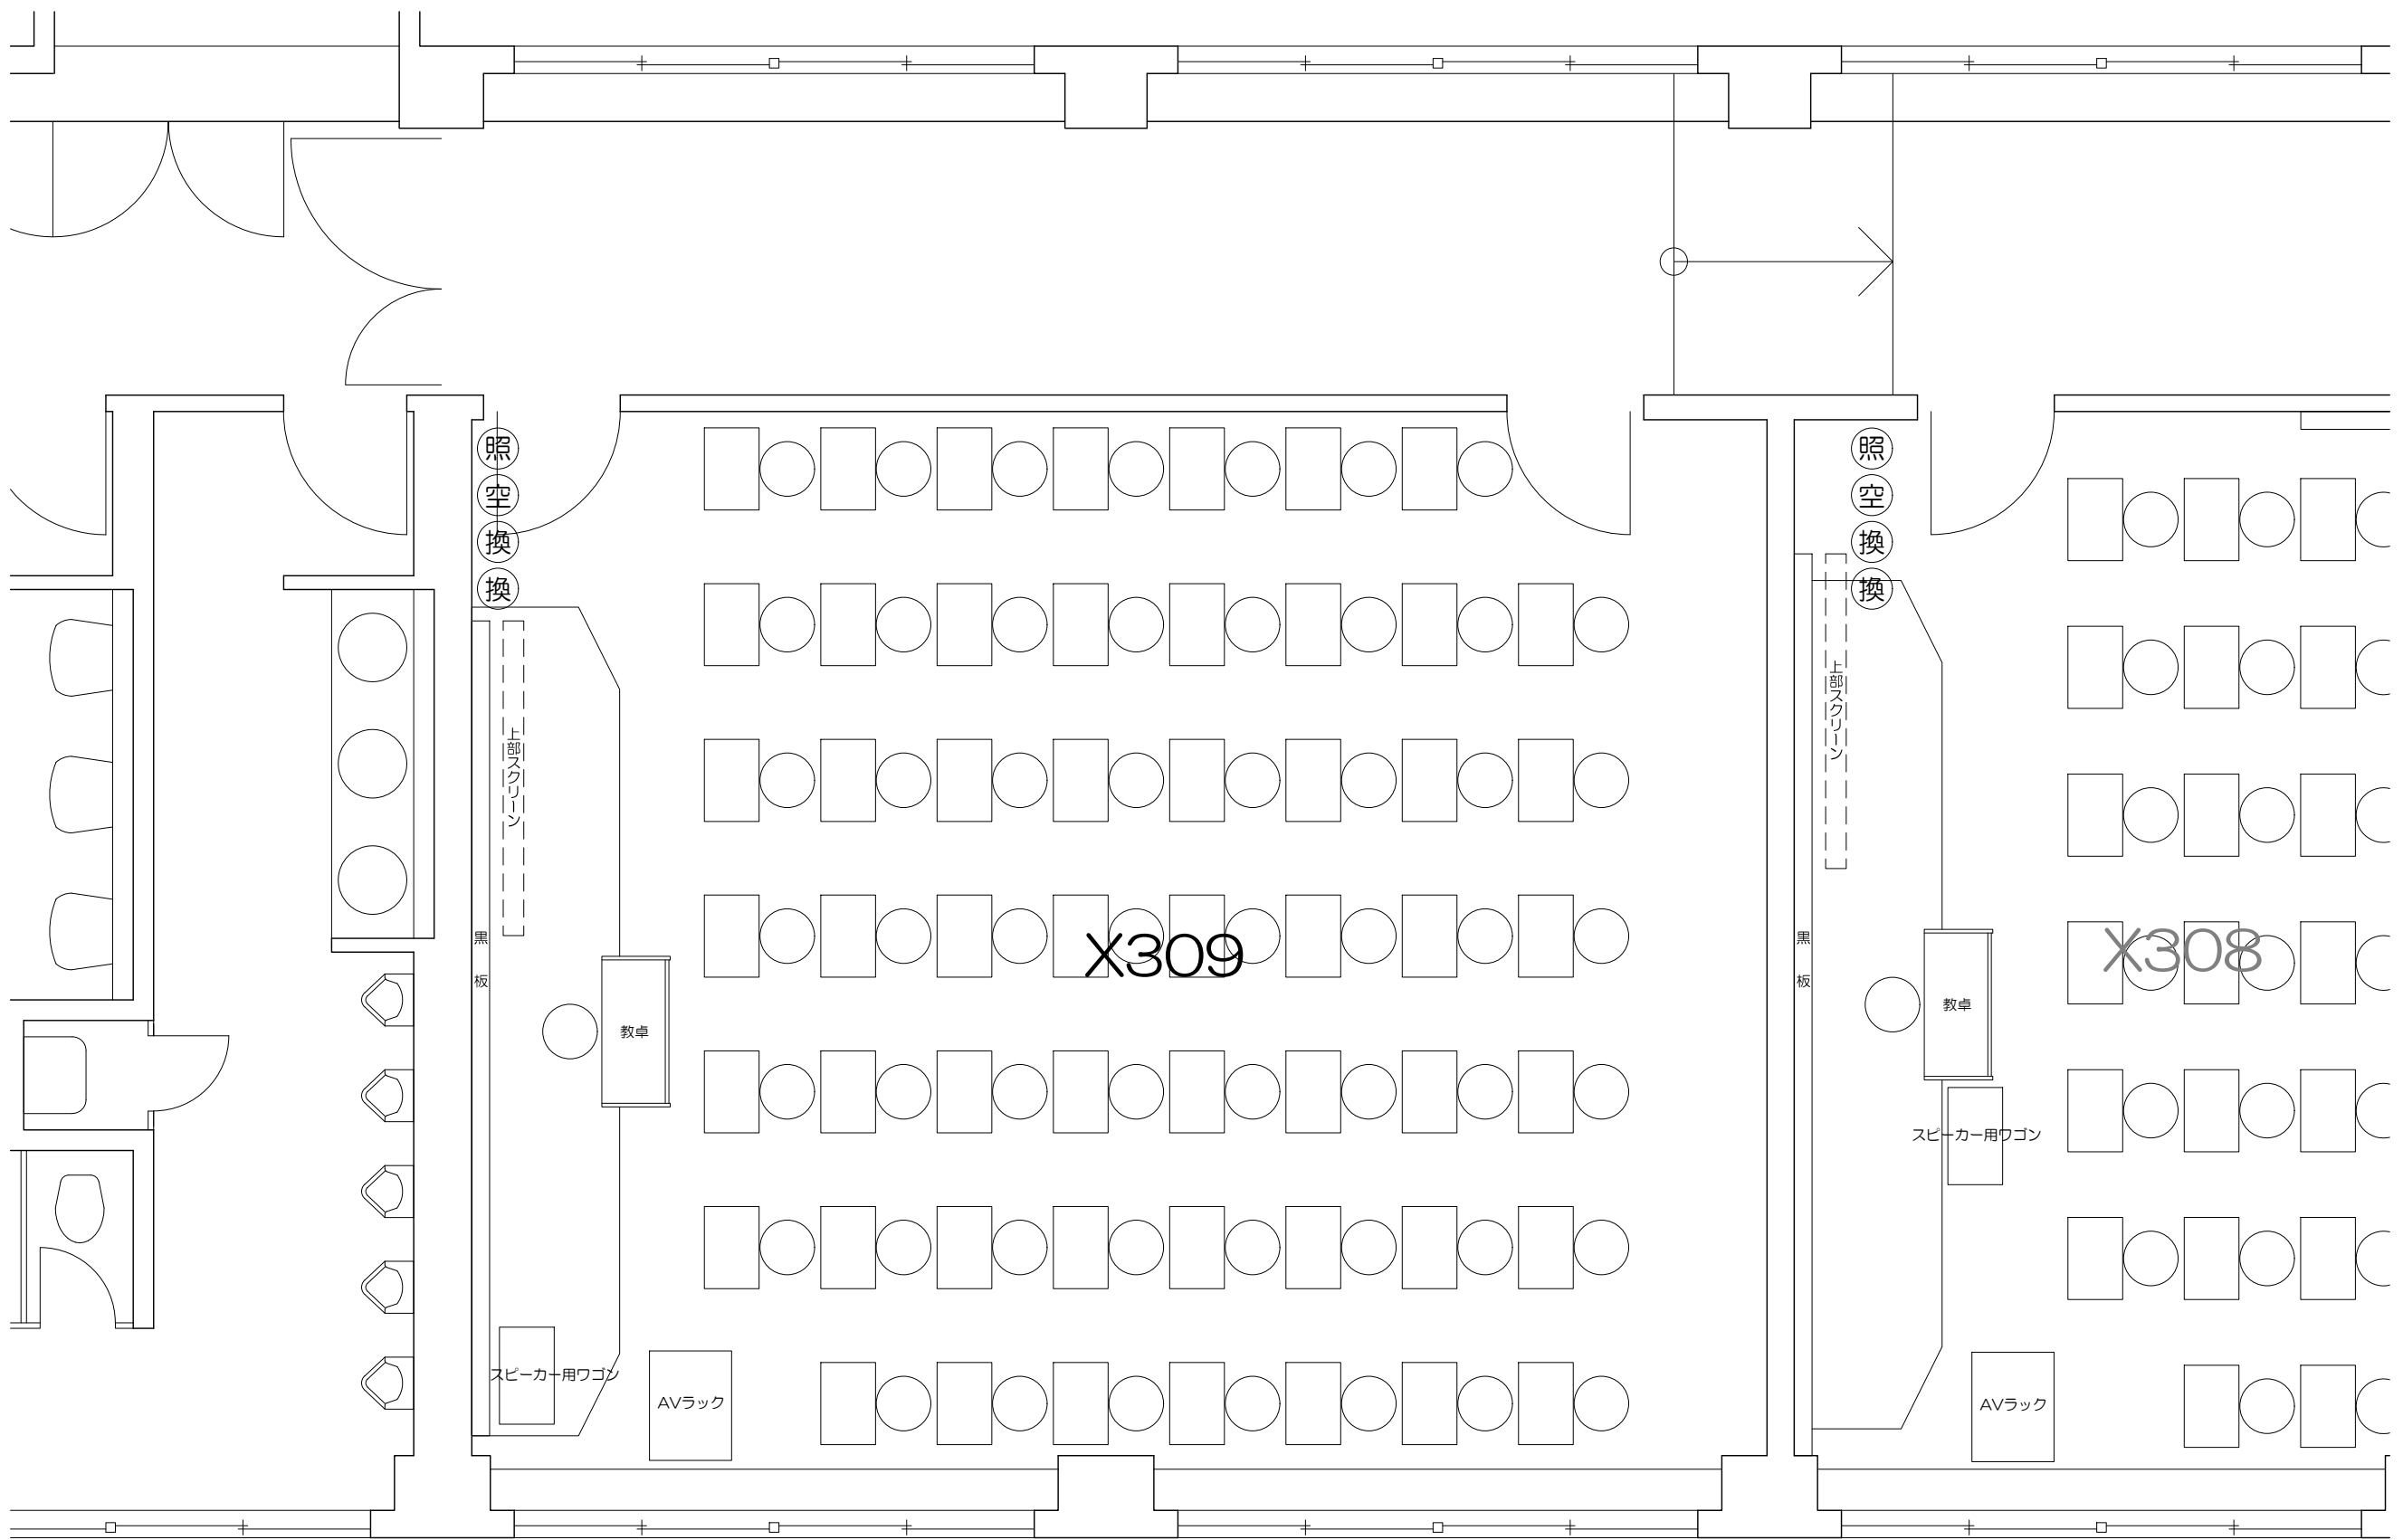 照
空
換
換
上部スクリーン
黒板
教卓
スピーカー用ワゴン
AVラック
X309
照
空
換
換
上部スクリーン
黒板
教卓
スピーカー用ワゴン
AVラック
X308